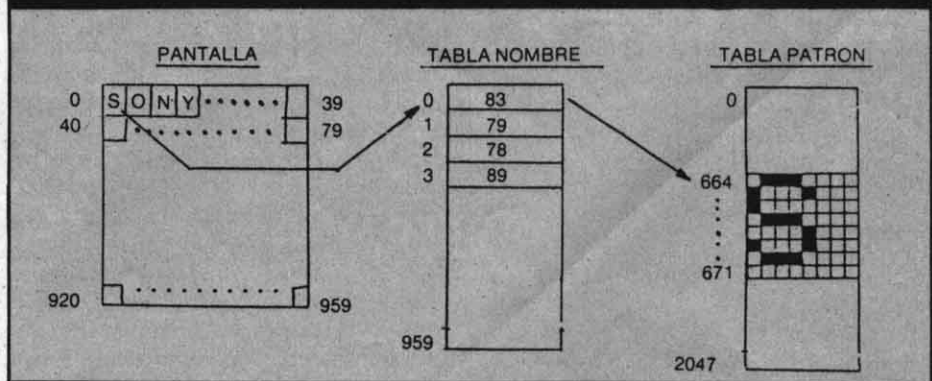 PANTALLA
0 S O N Y 39
40 79
920 959
TABLA NOMBRE
0 83
1 79
2 78
3 89
959
TABLA PATRON
0
664
671
2047